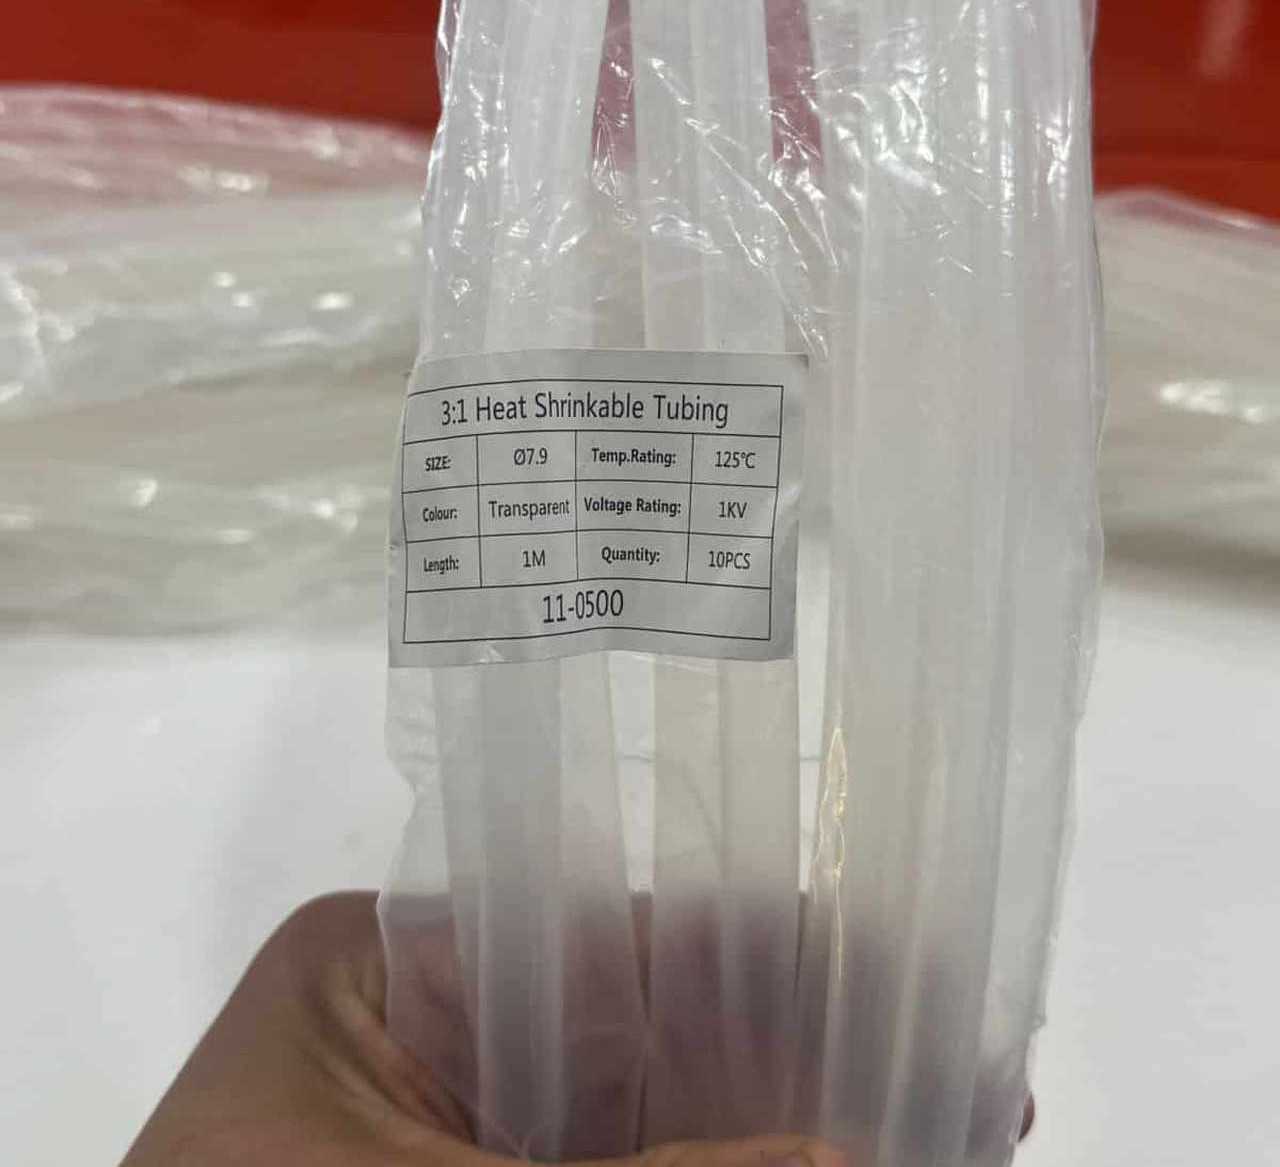 3:1 Heat Shrinkable Tubing
SIZE: Ø7.9 Temp.Rating: 125℃
Colour: Transparent Voltage Rating: 1KV
Length: 1M Quantity: 10PCS
11-0500